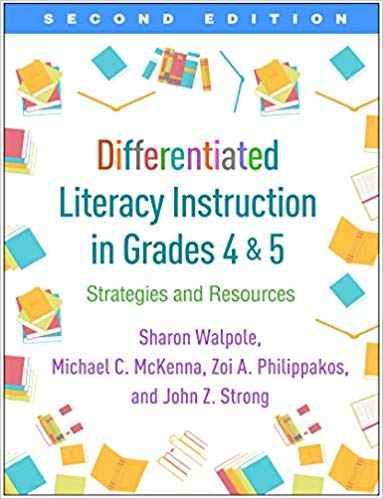 SECOND EDITION
Differentiated
Literacy Instruction
in Grades 4 & 5
Strategies and Resources
Sharon Walpole,
Michael C. McKenna, Zoi A. Philippakos,
and John Z. Strong